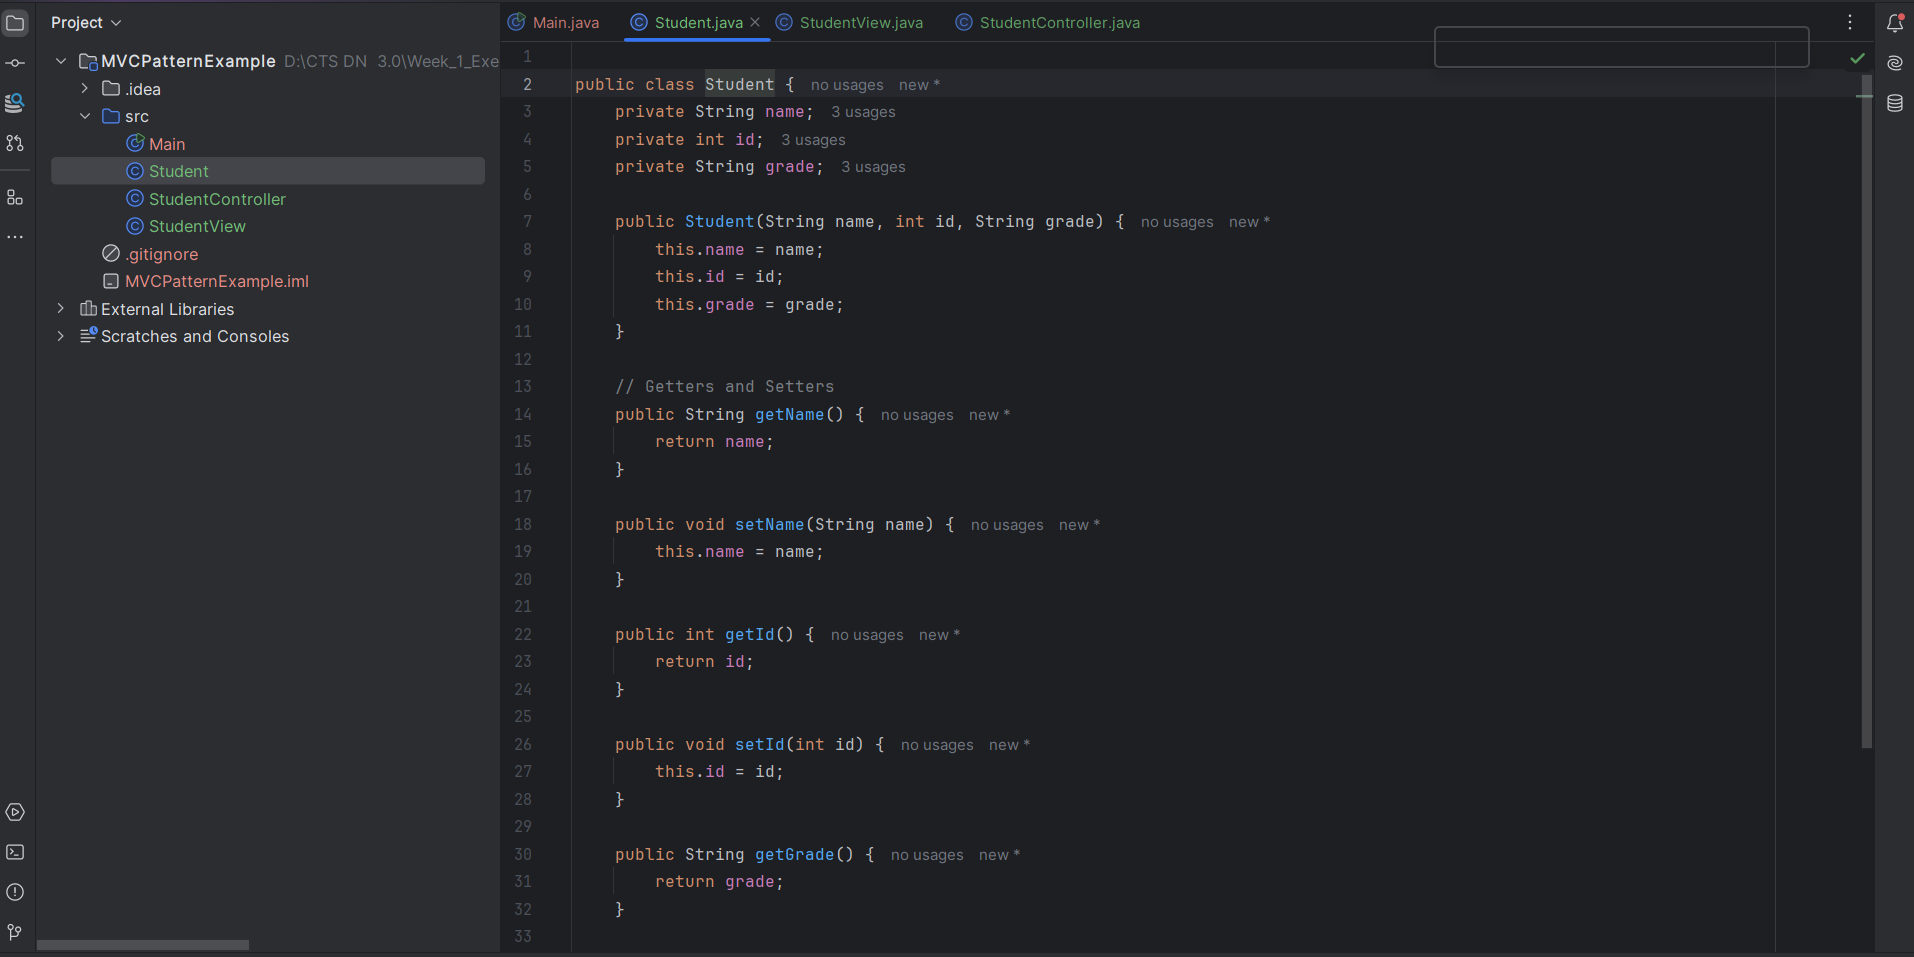 Project
MVCPatternExample D:\CTS DN 3.0\Week_1_Exe
.idea
src
Main
Student
StudentController
StudentView
.gitignore
MVCPatternExample.iml
External Libraries
Scratches and Consoles
Main.java Student.java StudentView.java StudentController.java
1
2 public class Student { no usages new *
3 private String name; 3 usages
4 private int id; 3 usages
5 private String grade; 3 usages
6
7 public Student(String name, int id, String grade) { no usages new *
8 this.name = name;
9 this.id = id;
10 this.grade = grade;
11 }
12
13 // Getters and Setters
14 public String getName() { no usages new *
15 return name;
16 }
17
18 public void setName(String name) { no usages new *
19 this.name = name;
20 }
21
22 public int getId() { no usages new *
23 return id;
24 }
25
26 public void setId(int id) { no usages new *
27 this.id = id;
28 }
29
30 public String getGrade() { no usages new *
31 return grade;
32 }
33